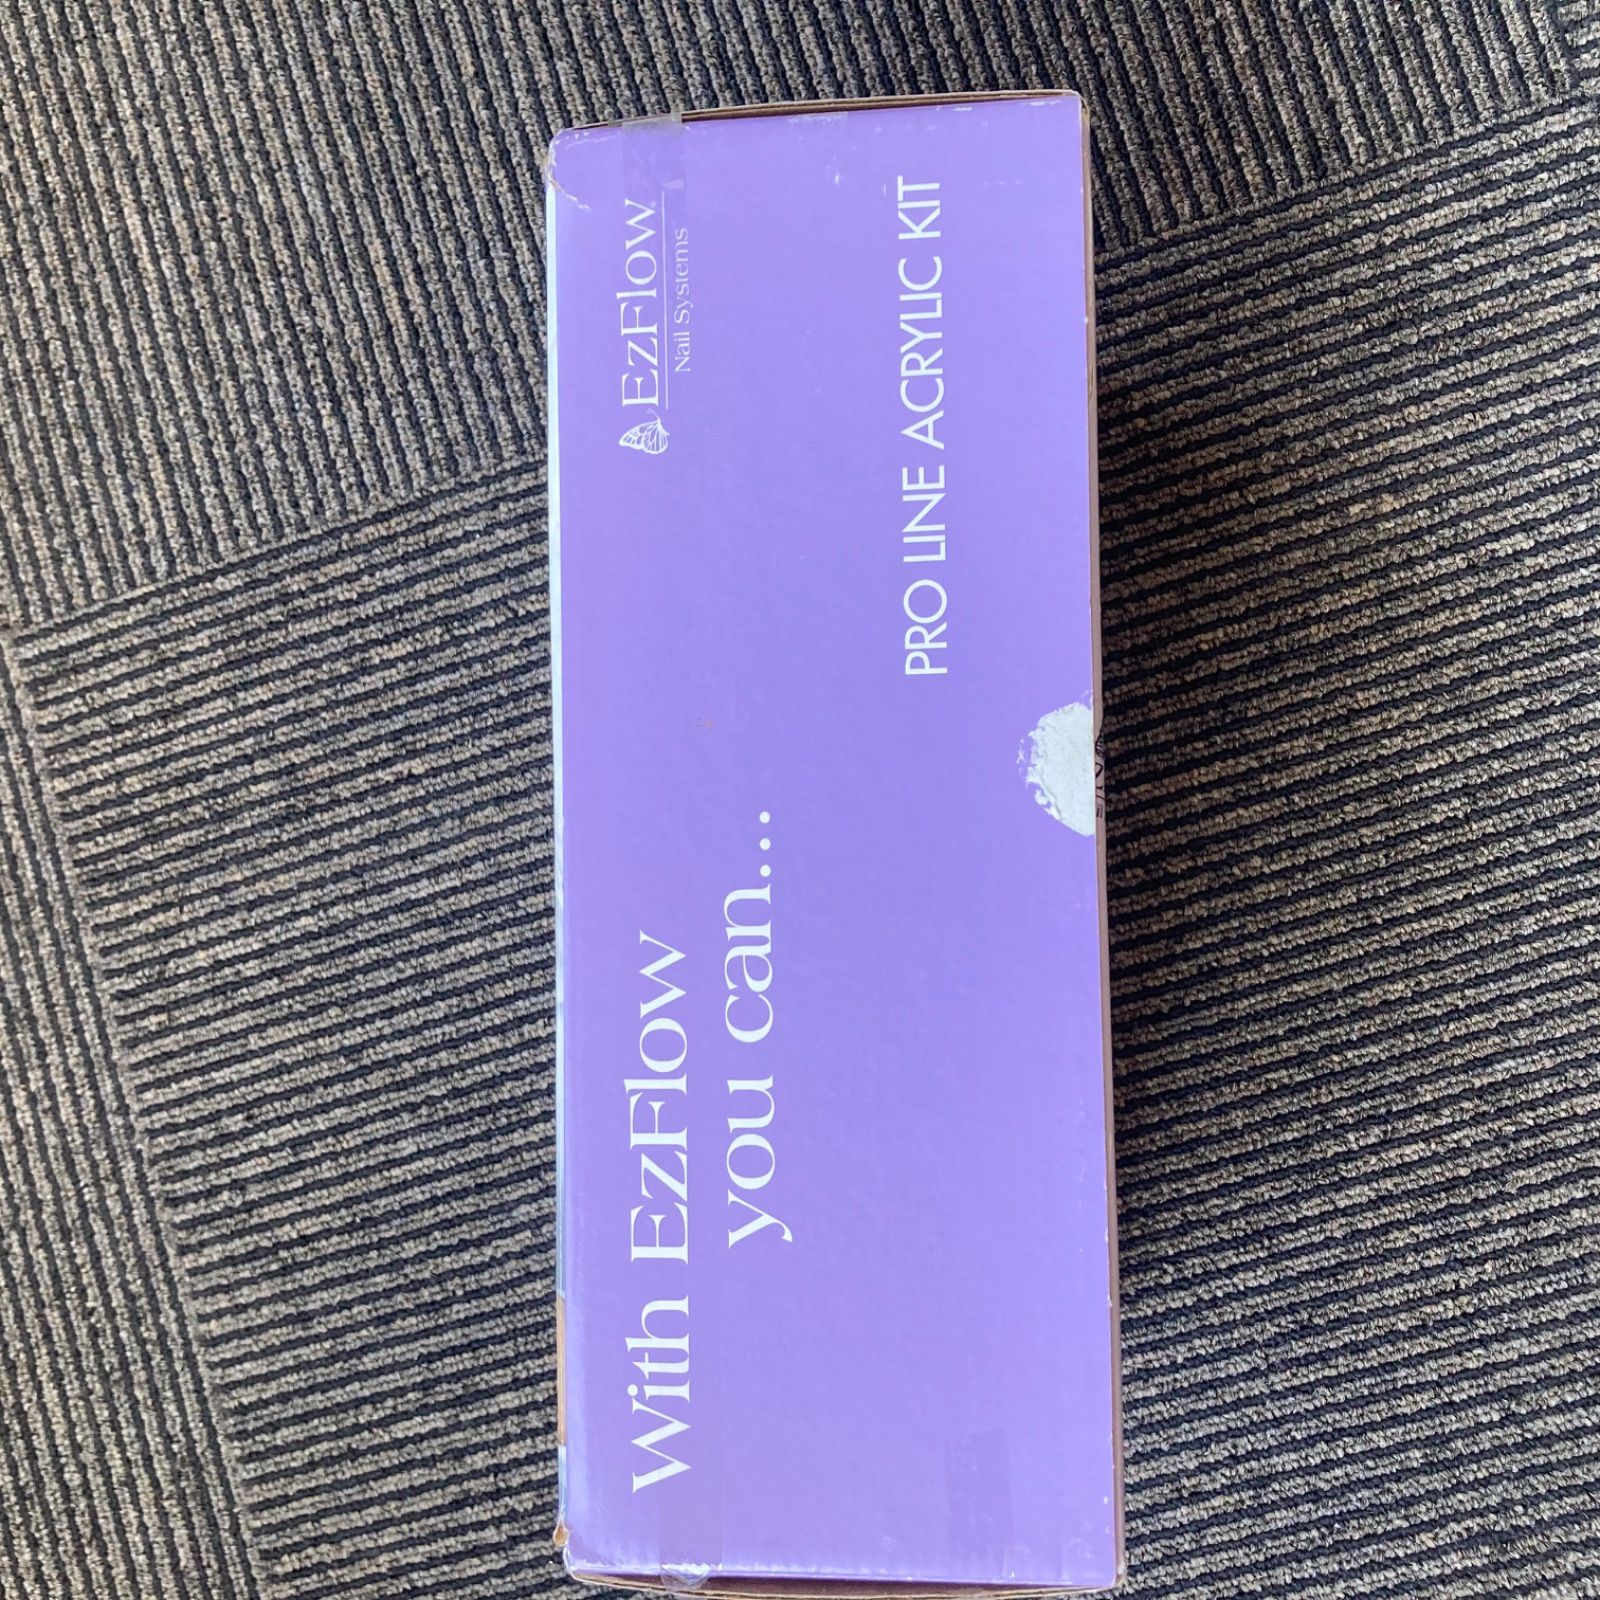 With EzFlow
you can...
EzFlow
Nail Systems
PRO LINE ACRYLIC KIT